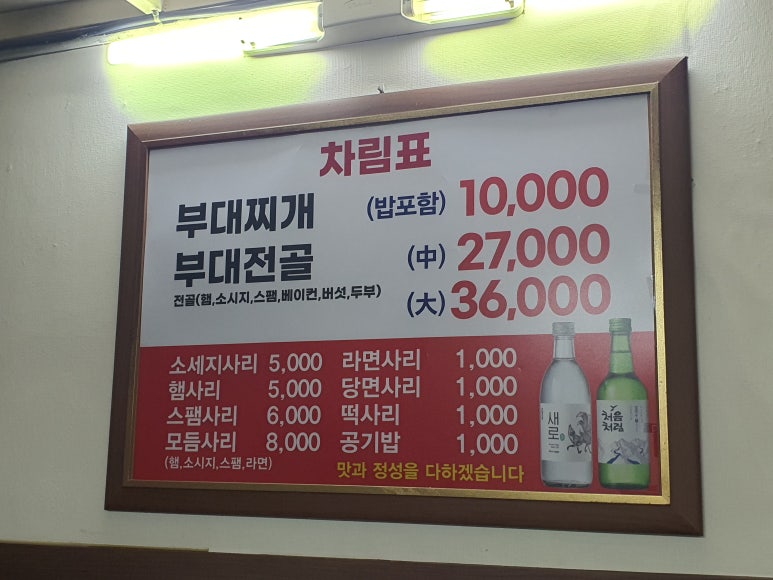 차림표
부대찌개 (밥포함) 10,000
부대전골 (中) 27,000
전골(햄,소시지,스팸,베이컨,버섯,두부) (大) 36,000
소세지사리 5,000 라면사리 1,000
햄사리 5,000 당면사리 1,000
스팸사리 6,000 떡사리 1,000
모듬사리 8,000 공기밥 1,000
(햄,소시지,스팸,라면)
맛과 정성을 다하겠습니다
새로
처음
처럼